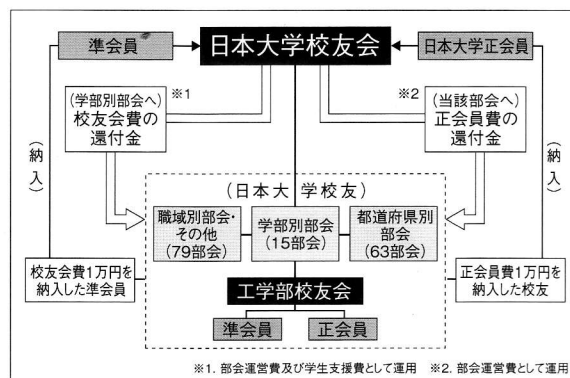 準会員
日本大学校友会
日本大学正会員
※1
※2
(学部別部会へ)
校友会費の
還付金
(当該部会へ)
正会員費の
還付金
(納入)
(納入)
(日本大学校友)
職域別部会・
その他
(79部会)
学部別部会
(15部会)
都道府県別
部会
(63部会)
校友会費1万円を
納入した準会員
正会員費1万円を
納入した校友
工学部校友会
準会員
正会員
※1. 部会運営費及び学生支援費として運用 ※2. 部会運営費として運用